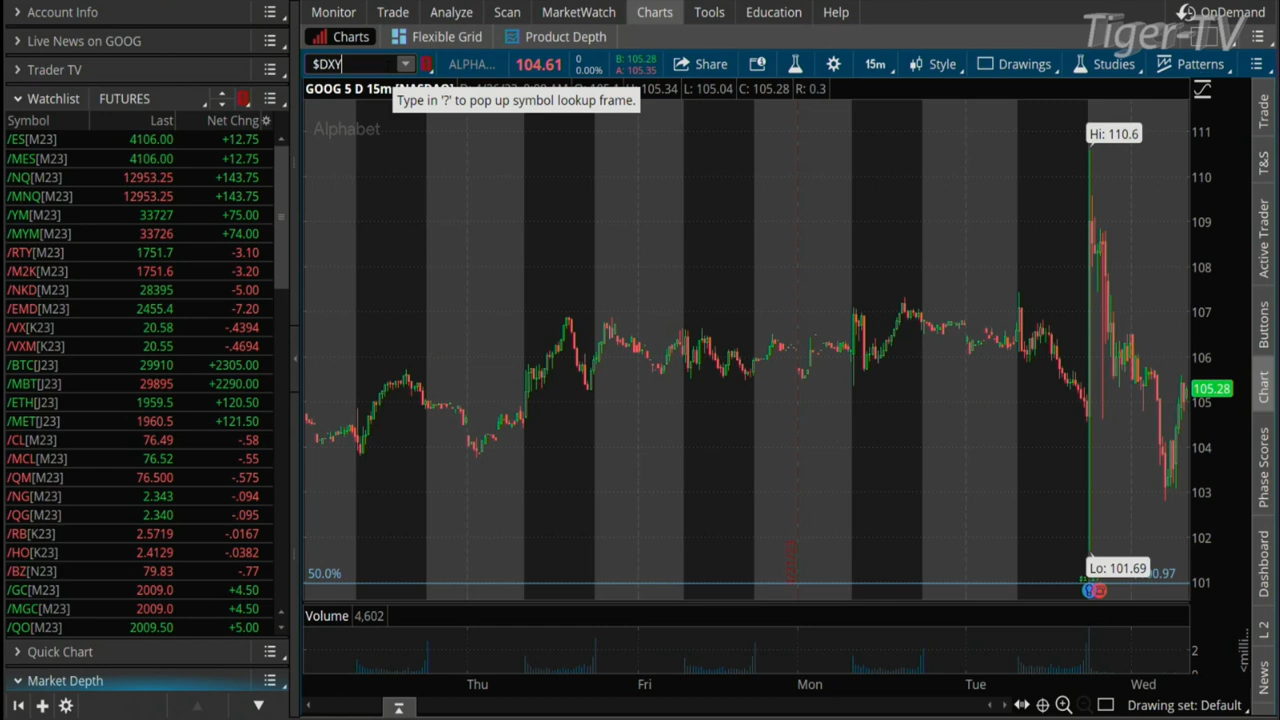 Account Info
Monitor Trade Analyze Scan MarketWatch Charts Tools Education Help OnDemand
Tiger-TV
Live News on GOOG
Charts Flexible Grid Product Depth
Trader TV
$DXY ALPHA... 104.61 0 0.00% B: 105.28 A: 105.35 Share 15m Style Drawings Studies Patterns
Watchlist FUTURES
GOOG 5 D 15m H: 105.34 L: 105.04 C: 105.28 R: 0.3
Type in '?' to pop up symbol lookup frame.
Symbol Last Net Chng
Alphabet
/ES[M23] 4106.00 +12.75
/MES[M23] 4106.00 +12.75
/NQ[M23] 12953.25 +143.75
/MNQ[M23] 12953.25 +143.75
/YM[M23] 33727 +75.00
/MYM[M23] 33726 +74.00
/RTY[M23] 1751.7 -3.10
/M2K[M23] 1751.6 -3.20
/NKD[M23] 28395 -5.00
/EMD[M23] 2455.4 -7.20
/VX[K23] 20.58 -.4394
/VXM[K23] 20.55 -.4694
/BTC[J23] 29910 +2305.00
/MBT[J23] 29895 +2290.00
/ETH[J23] 1959.5 +120.50
/MET[J23] 1960.5 +121.50
/CL[M23] 76.49 -.58
/MCL[M23] 76.52 -.55
/QM[M23] 76.500 -.575
/NG[M23] 2.343 -.094
/QG[M23] 2.340 -.095
/RB[K23] 2.5719 -.0167
/HO[K23] 2.4129 -.0382
/BZ[N23] 79.83 -.77
/GC[M23] 2009.0 +4.50
/MGC[M23] 2009.0 +4.50
/QO[M23] 2009.50 +5.00
Hi: 110.6
111
110
109
108
107
106
105.28
105
104
103
102
Lo: 101.69
50.0%
101
Volume 4,602
2
0
<milli...
Thu Fri Mon Tue Wed
Quick Chart
Market Depth
Drawing set: Default
Trade
T&S
Active Trader
Buttons
Chart
Phase Scores
Dashboard
L 2
News